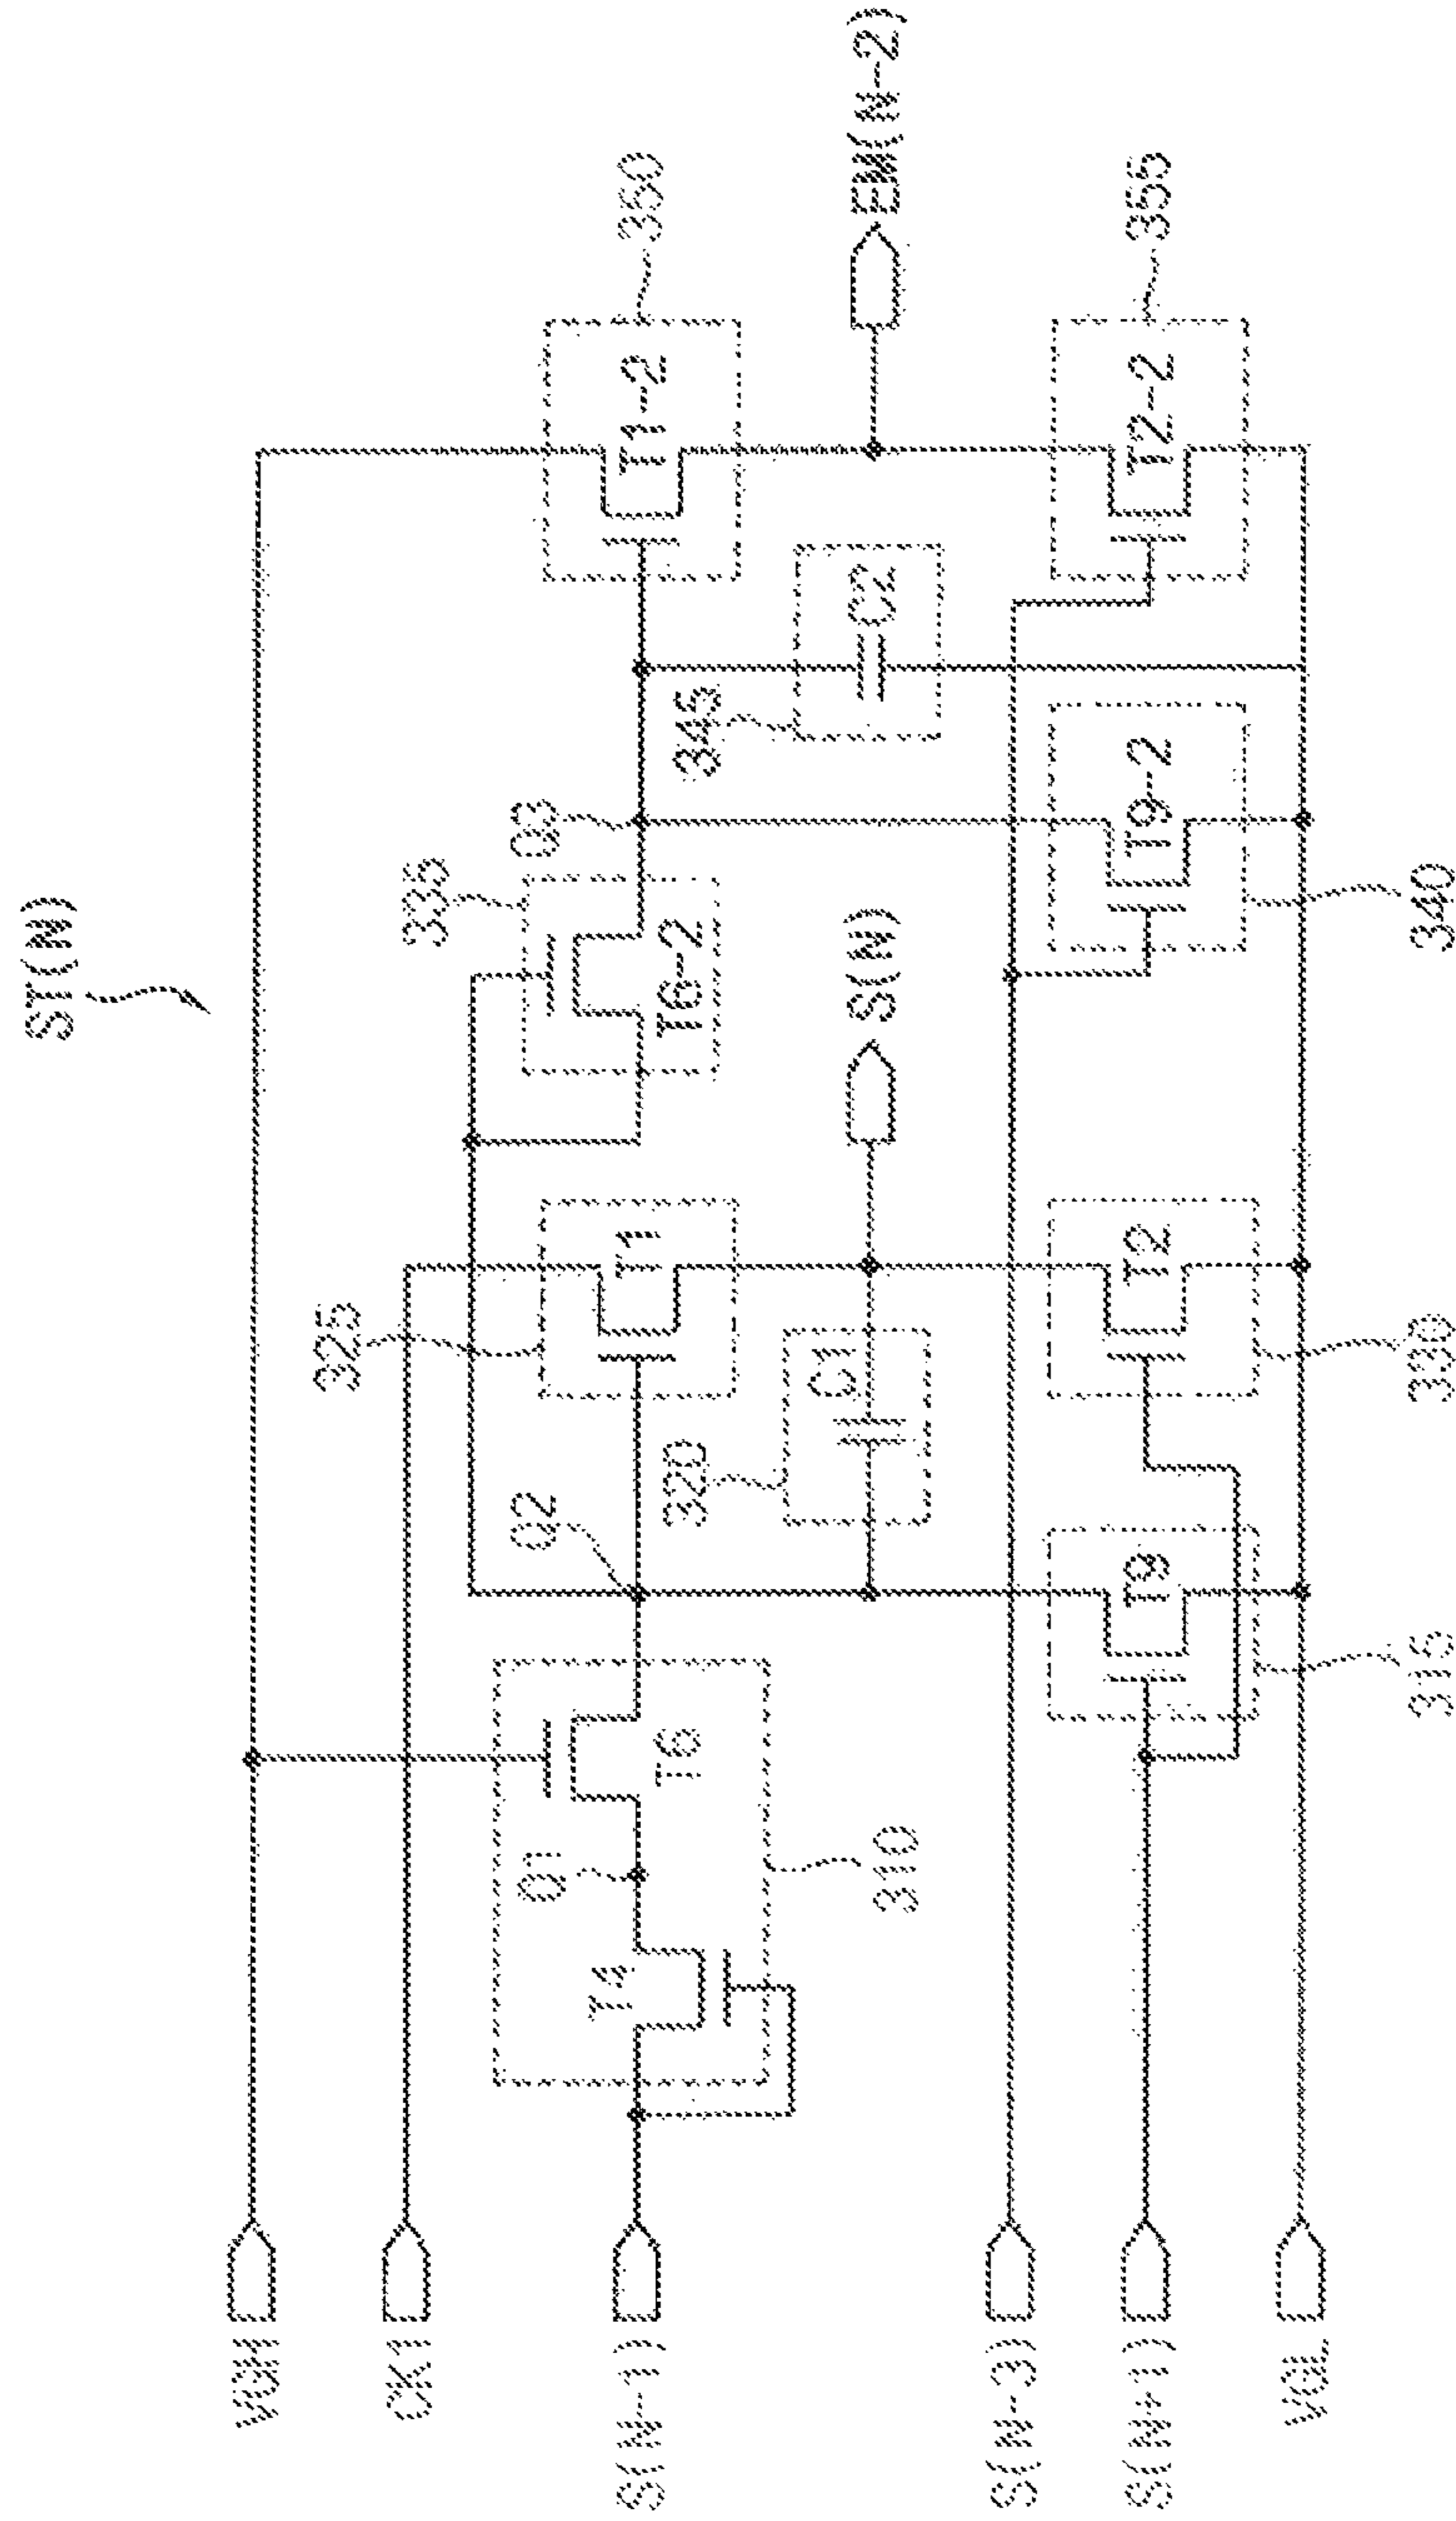 ST(N)
VGH
CK1
S(N-1)
S(N-3)
S(N+1)
VGL
T4
Q1
T6
310
Q2
325
T1
320
C1
T9
315
T2
330
S(N)
335
T6-2
Q3
345
C2
T9-2
340
T1-2
350
EM(N-2)
T2-2
355